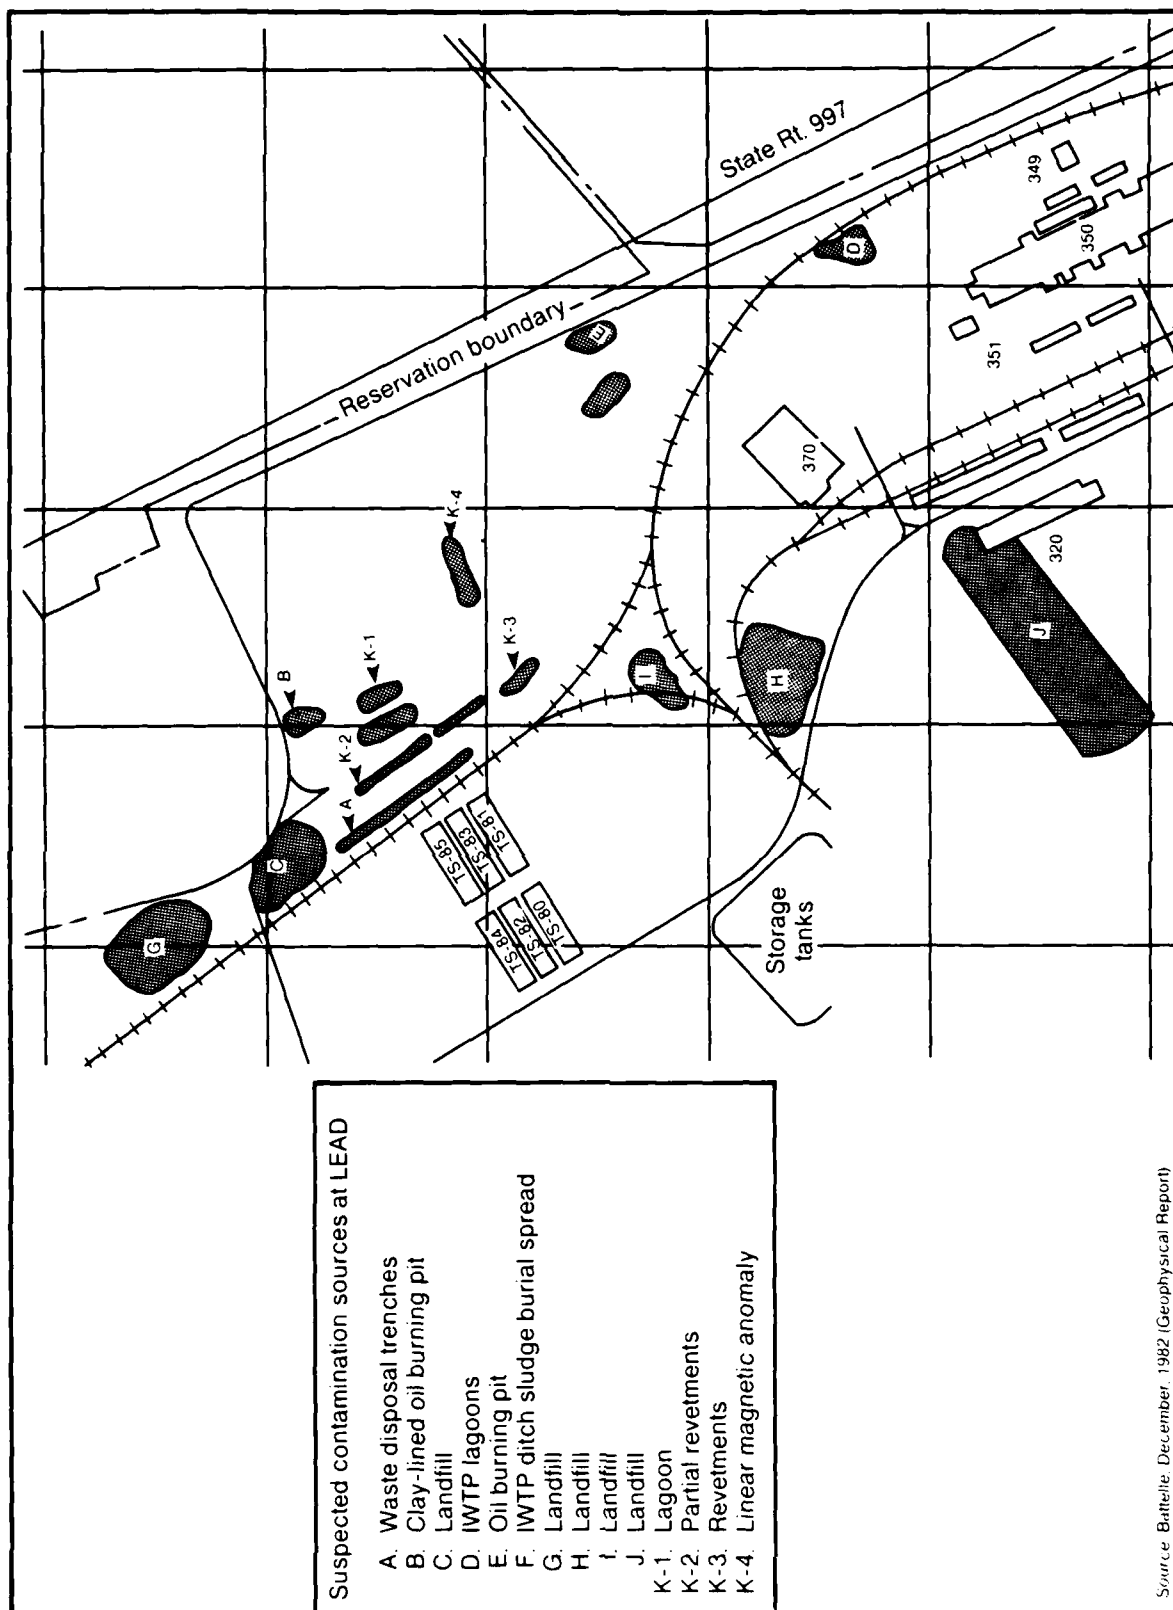 Suspected contamination sources at LEAD
A. Waste disposal trenches
B. Clay-lined oil burning pit
C. Landfill
D. IWTP lagoons
E. Oil burning pit
F. IWTP ditch sludge burial spread
G. Landfill
H. Landfill
I. Landfill
J. Landfill
K-1. Lagoon
K-2. Partial revetments
K-3. Revetments
K-4. Linear magnetic anomaly
G
C
A
K-2
B
K-1
K-4
K-3
TS-85
TS-83
TS-81
TS-84
TS-82
TS-80
Storage
tanks
Reservation boundary
State Rt. 997
E
I
H
D
370
349
350
351
320
J
Source Battelle, December, 1982 (Geophysical Report)